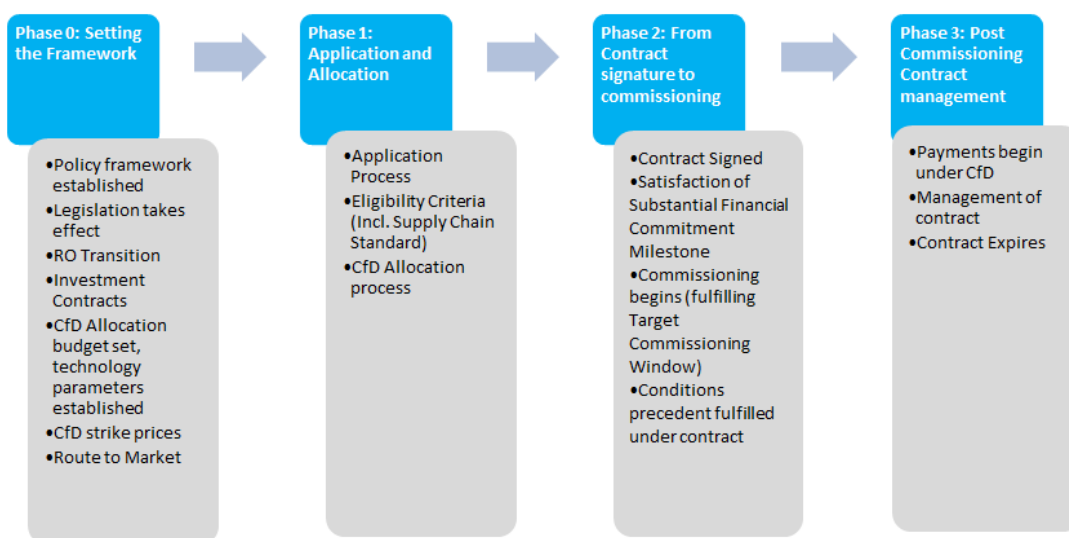 Phase 0: Setting
the Framework
•Policy framework
established
•Legislation takes
effect
•RO Transition
•Investment
Contracts
•CfD Allocation
budget set,
technology
parameters
established
•CfD strike prices
•Route to Market
Phase 1:
Application and
Allocation
•Application
Process
•Eligibility Criteria
(Incl. Supply Chain
Standard)
•CfD Allocation
process
Phase 2: From
Contract
signature to
commissioning
•Contract Signed
•Satisfaction of
Substantial Financial
Commitment
Milestone
•Commissioning
begins (fulfilling
Target
Commissioning
Window)
•Conditions
precedent fulfilled
under contract
Phase 3: Post
Commissioning
Contract
management
•Payments begin
under CfD
•Management of
contract
•Contract Expires